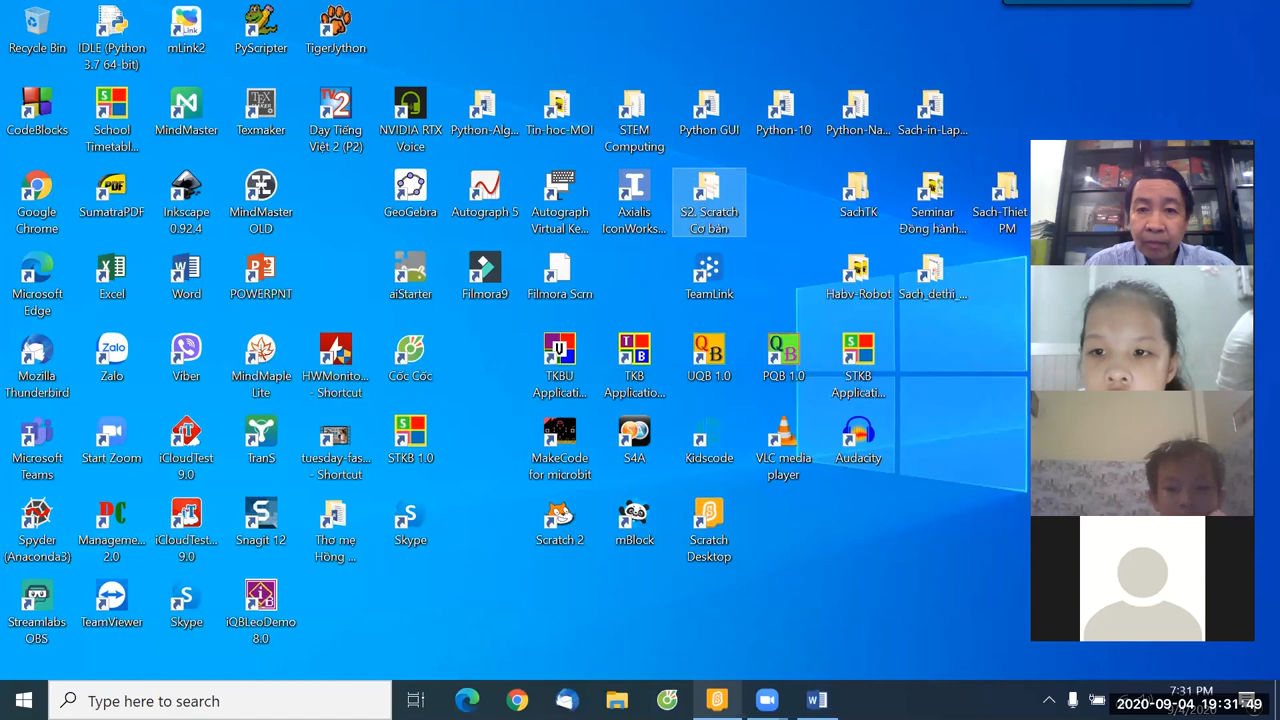 Recycle Bin
IDLE (Python 3.7 64-bit)
mLink2
PyScripter
TigerJython
CodeBlocks
School Timetabl...
MindMaster
Texmaker
Dạy Tiếng Việt 2 (P2)
NVIDIA RTX Voice
Python-Alg...
Tin-hoc-MOI
STEM Computing
Python GUI
Python-10
Python-Na...
Sach-in-Lap...
Google Chrome
SumatraPDF
Inkscape 0.92.4
MindMaster OLD
GeoGebra
Autograph 5
Autograph Virtual Ke...
Axialis IconWorks...
S2. Scratch Cơ bản
SachTK
Seminar Đồng hành...
Sach-Thiet PM
Microsoft Edge
Excel
Word
POWERPNT
aiStarter
Filmora9
Filmora Scrn
TeamLink
Habv-Robot
Sach_dethi_...
Mozilla Thunderbird
Zalo
Viber
MindMaple Lite
HWMonito... - Shortcut
Cốc Cốc
TKBU Applicati...
TKB Applicatio...
UQB 1.0
PQB 1.0
STKB Applicati...
Microsoft Teams
Start Zoom
iCloudTest 9.0
TranS
tuesday-fas... - Shortcut
STKB 1.0
MakeCode for microbit
S4A
Kidscode
VLC media player
Audacity
Spyder (Anaconda3)
Manageme... 2.0
iCloudTest... 9.0
Snagit 12
Thơ mẹ Hồng ...
Skype
Scratch 2
mBlock
Scratch Desktop
Streamlabs OBS
TeamViewer
Skype
iQBLeoDemo 8.0
Type here to search
7:31 PM
2020-09-04 19:31:49